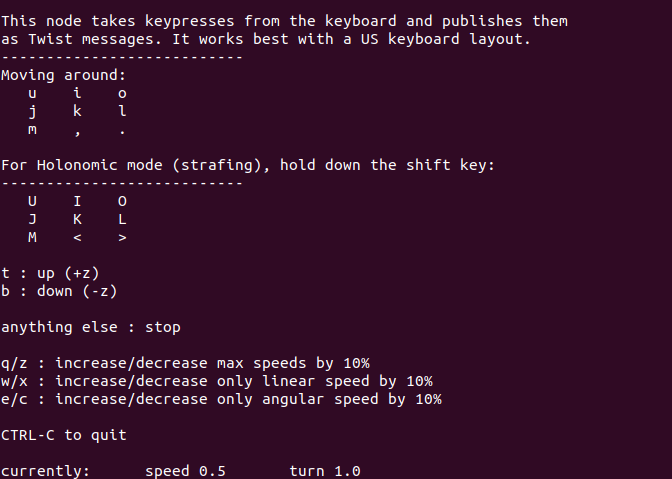 This node takes keypresses from the keyboard and publishes them
as Twist messages. It works best with a US keyboard layout.
---------------------------
Moving around:
   u    i    o
   j    k    l
   m    ,    .
For Holonomic mode (strafing), hold down the shift key:
---------------------------
   U    I    O
   J    K    L
   M    <    >
t : up (+z)
b : down (-z)
anything else : stop
q/z : increase/decrease max speeds by 10%
w/x : increase/decrease only linear speed by 10%
e/c : increase/decrease only angular speed by 10%
CTRL-C to quit
currently:      speed 0.5       turn 1.0